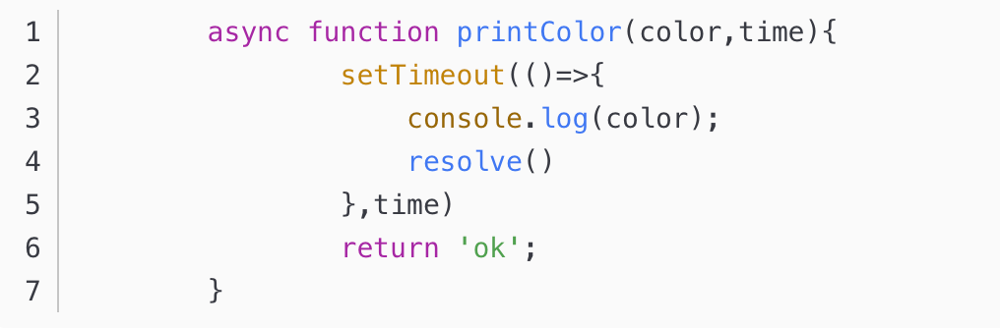 1 async function printColor(color,time){
2 setTimeout(()=>{
3 console.log(color);
4 resolve()
5 },time)
6 return 'ok';
7 }